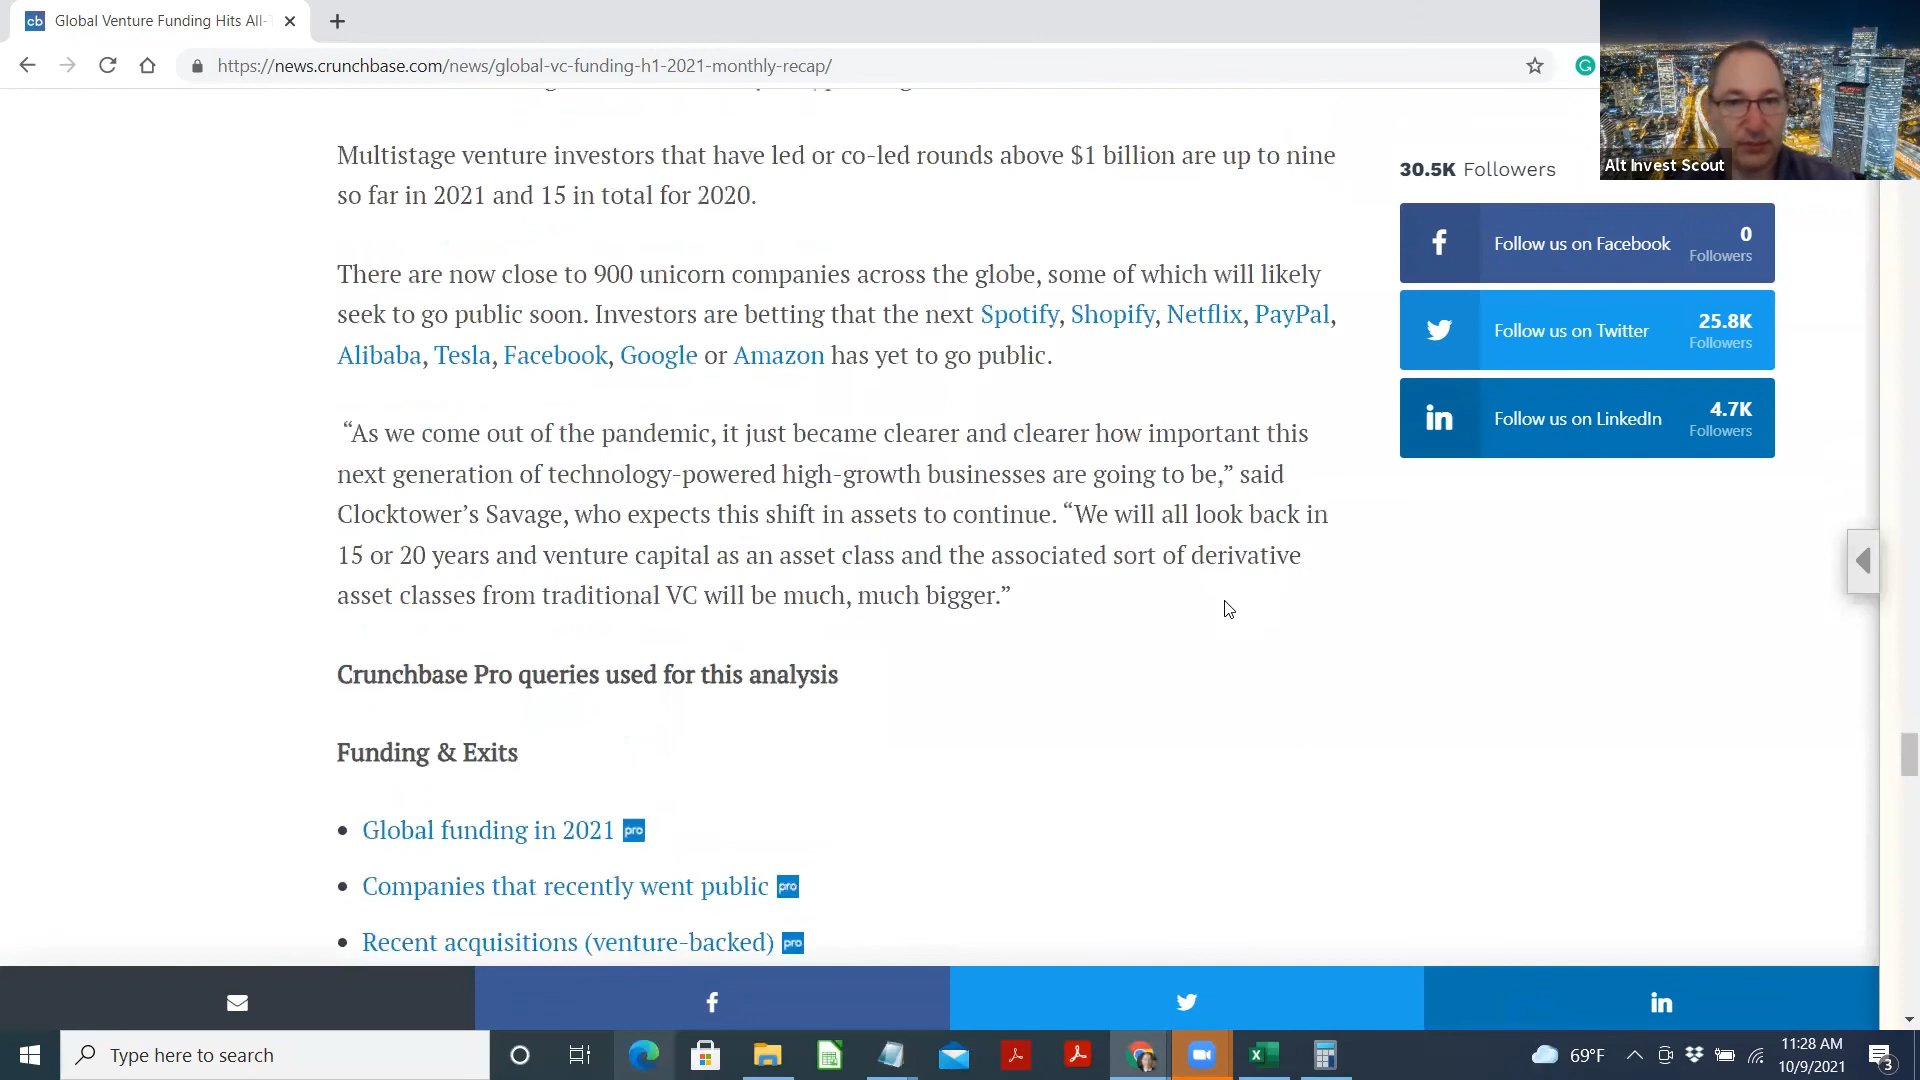 cb Global Venture Funding Hits All-
https://news.crunchbase.com/news/global-vc-funding-h1-2021-monthly-recap/
Alt Invest Scout
Multistage venture investors that have led or co-led rounds above $1 billion are up to nine
so far in 2021 and 15 in total for 2020.
There are now close to 900 unicorn companies across the globe, some of which will likely
seek to go public soon. Investors are betting that the next Spotify, Shopify, Netflix, PayPal,
Alibaba, Tesla, Facebook, Google or Amazon has yet to go public.
“As we come out of the pandemic, it just became clearer and clearer how important this
next generation of technology-powered high-growth businesses are going to be,” said
Clocktower’s Savage, who expects this shift in assets to continue. “We will all look back in
15 or 20 years and venture capital as an asset class and the associated sort of derivative
asset classes from traditional VC will be much, much bigger.”
Crunchbase Pro queries used for this analysis
Funding & Exits
• Global funding in 2021 pro
• Companies that recently went public pro
• Recent acquisitions (venture-backed) pro
30.5K Followers
f Follow us on Facebook 0
Followers
Follow us on Twitter 25.8K
Followers
in Follow us on LinkedIn 4.7K
Followers
f
in
Type here to search
69°F
11:28 AM
10/9/2021
3